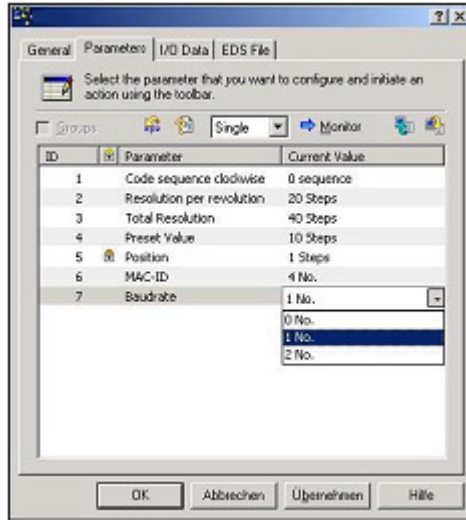 General Parameters I/O Data EDS File
Select the parameter that you want to configure and initiate an
action using the toolbar.
Groups Single Monitor
ID Parameter Current Value
1 Code sequence clockwise 0 sequence
2 Resolution per revolution 20 Steps
3 Total Resolution 40 Steps
4 Preset Value 10 Steps
5 Position 1 Steps
6 MAC-ID 4 No.
7 Baudrate 1 No.
0 No.
1 No.
2 No.
OK Abbrechen Übernehmen Hilfe